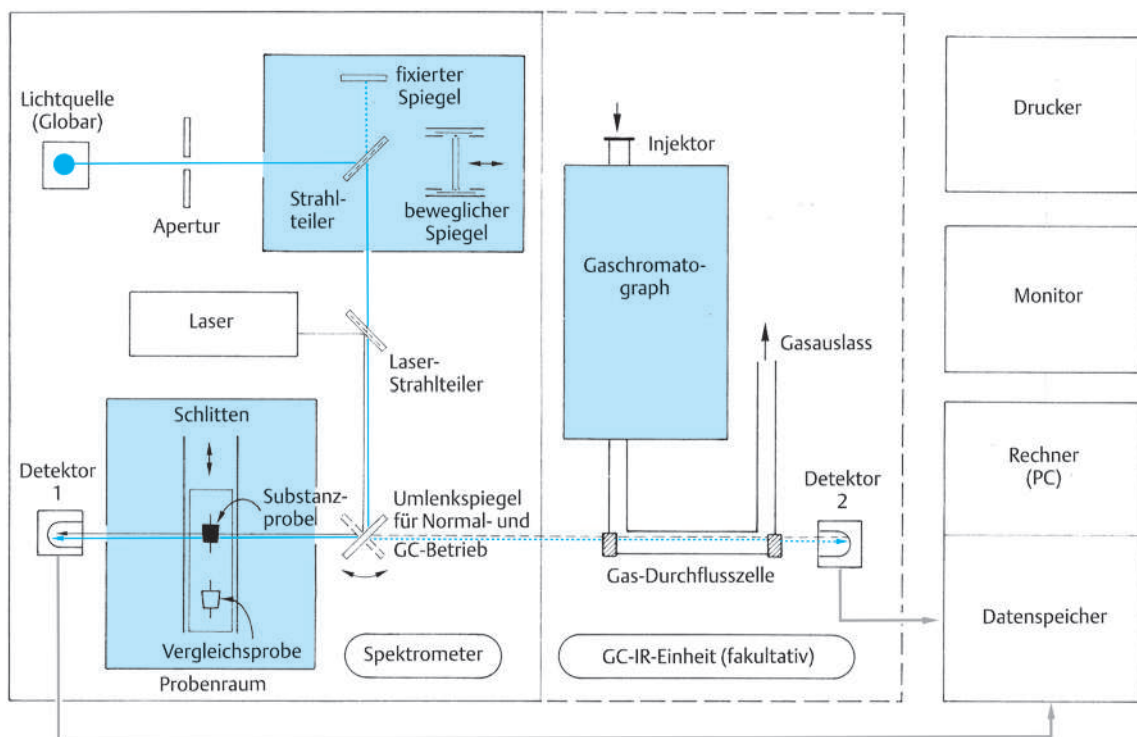 Lichtquelle
(Globar)
Apertur
fixierter
Spiegel
Strahl-
teiler
beweglicher
Spiegel
Laser
Laser-
Strahlteiler
Schlitten
Detektor
1
Substanz-
probe
Umlenkspiegel
für Normal- und
GC-Betrieb
Vergleichsprobe
Probenraum
Spektrometer
Injektor
Gaschromato-
graph
Gasauslass
Detektor
2
Gas-Durchflusszelle
GC-IR-Einheit (fakultativ)
Drucker
Monitor
Rechner
(PC)
Datenspeicher